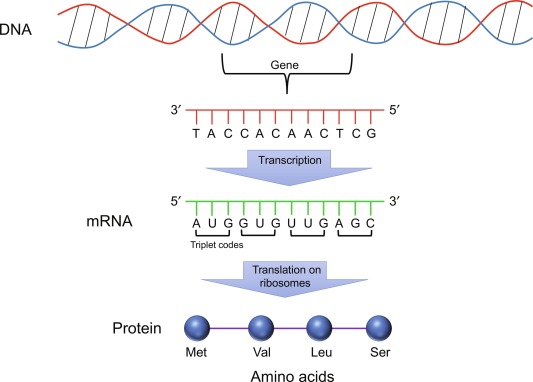 DNA
Gene
3′ 5′
T A C C A C A A C T C G
Transcription
5′ 3′
mRNA
A U G G U G U U G A G C
Triplet codes
Translation on
ribosomes
Protein
Met Val Leu Ser
Amino acids